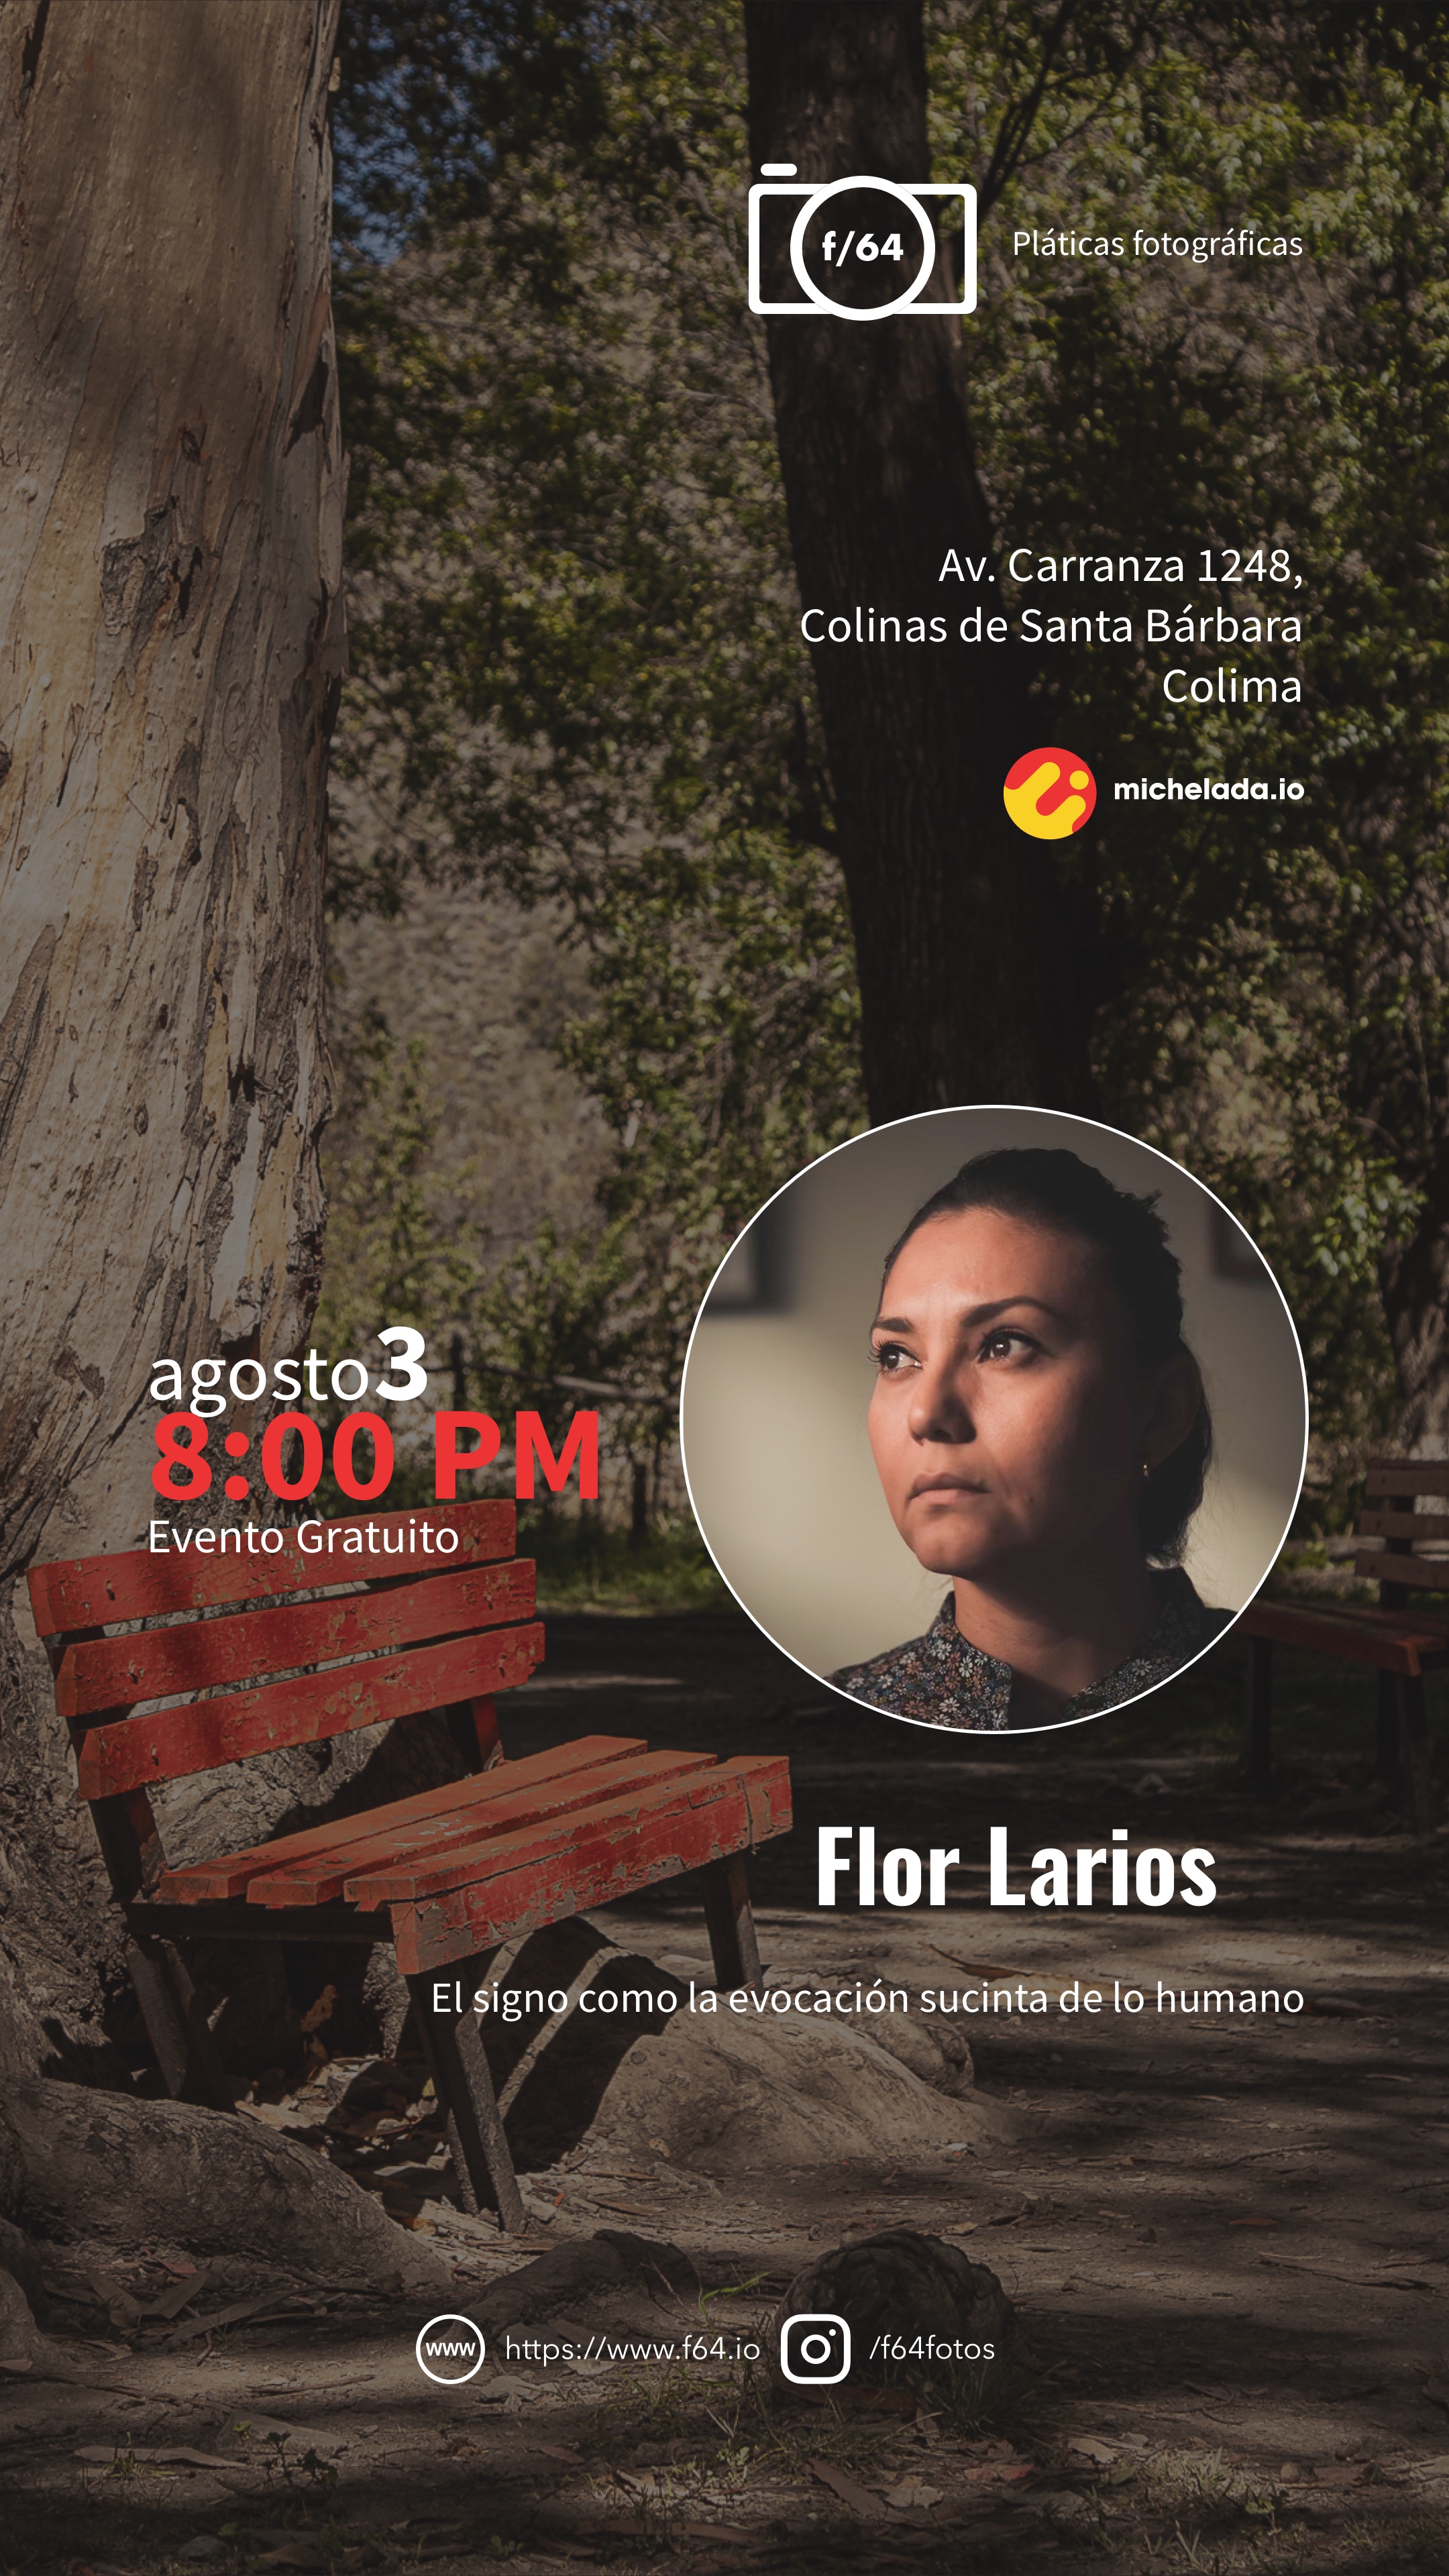 f/64
Pláticas fotográficas
Av. Carranza 1248,
Colinas de Santa Bárbara
Colima
michelada.io
agosto3
8:00 PM
Evento Gratuito
Flor Larios
El signo como la evocación sucinta de lo humano
www https://www.f64.io /f64fotos